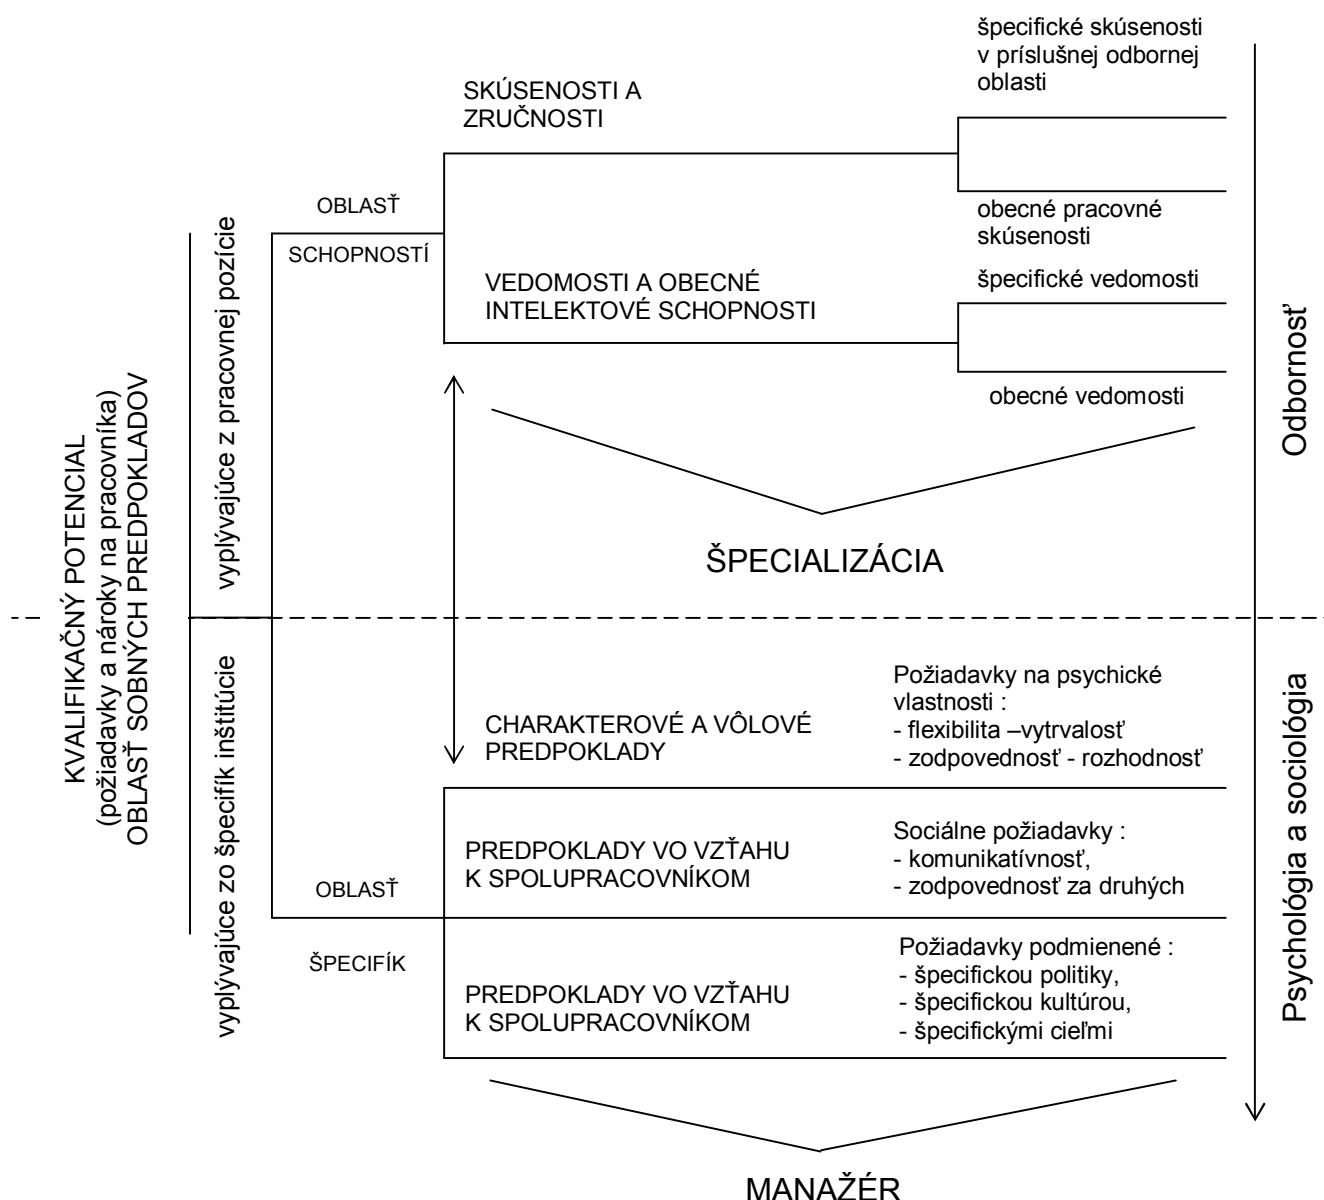 KVALIFIKAČNÝ POTENCIAL
(požiadavky a nároky na pracovníka)
OBLASŤ SOBNÝCH PREDPOKLADOV
vyplývajúce z pracovnej pozície
OBLASŤ
SCHOPNOSTÍ
SKÚSENOSTI A
ZRUČNOSTI
špecifické skúsenosti
v príslušnej odbornej
oblasti
obecné pracovné
skúsenosti
VEDOMOSTI A OBECNÉ
INTELEKTOVÉ SCHOPNOSTI
špecifické vedomosti
obecné vedomosti
ŠPECIALIZÁCIA
Odbornosť
vyplývajúce zo špecifík inštitúcie
OBLASŤ
ŠPECIFÍK
CHARAKTEROVÉ A VÔLOVÉ
PREDPOKLADY
Požiadavky na psychické
vlastnosti :
- flexibilita –vytrvalosť
- zodpovednosť - rozhodnosť
PREDPOKLADY VO VZŤAHU
K SPOLUPRACOVNÍKOM
Sociálne požiadavky :
- komunikatívnosť,
- zodpovednosť za druhých
PREDPOKLADY VO VZŤAHU
K SPOLUPRACOVNÍKOM
Požiadavky podmienené :
- špecifickou politiky,
- špecifickou kultúrou,
- špecifickými cieľmi
Psychológia a sociológia
MANAŽÉR